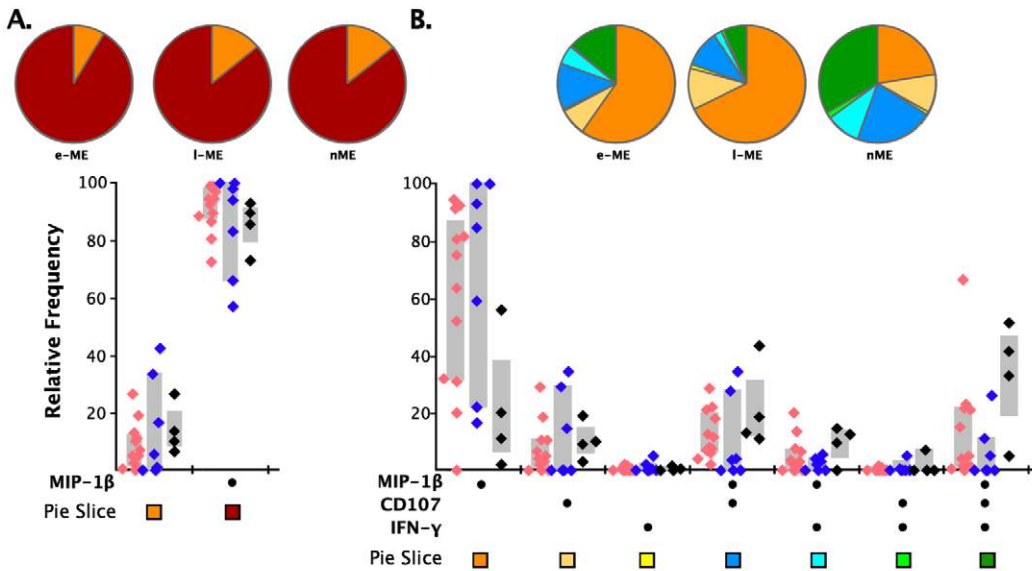 A.
B.
e-ME
l-ME
nME
e-ME
l-ME
nME
Relative Frequency
100
80
60
40
20
MIP-1β
Pie Slice
100
80
60
40
20
0
MIP-1β
CD107
IFN-γ
Pie Slice